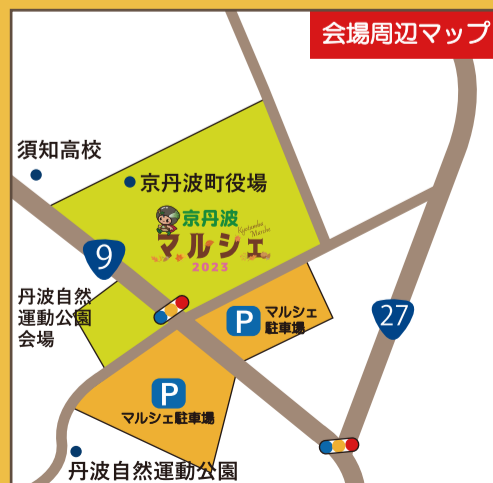 会場周辺マップ
須知高校
京丹波町役場
京丹波
Kyotamba Marche
マルシェ
2023
9
丹波自然
運動公園
会場
P
マルシェ
駐車場
27
P
マルシェ駐車場
丹波自然運動公園